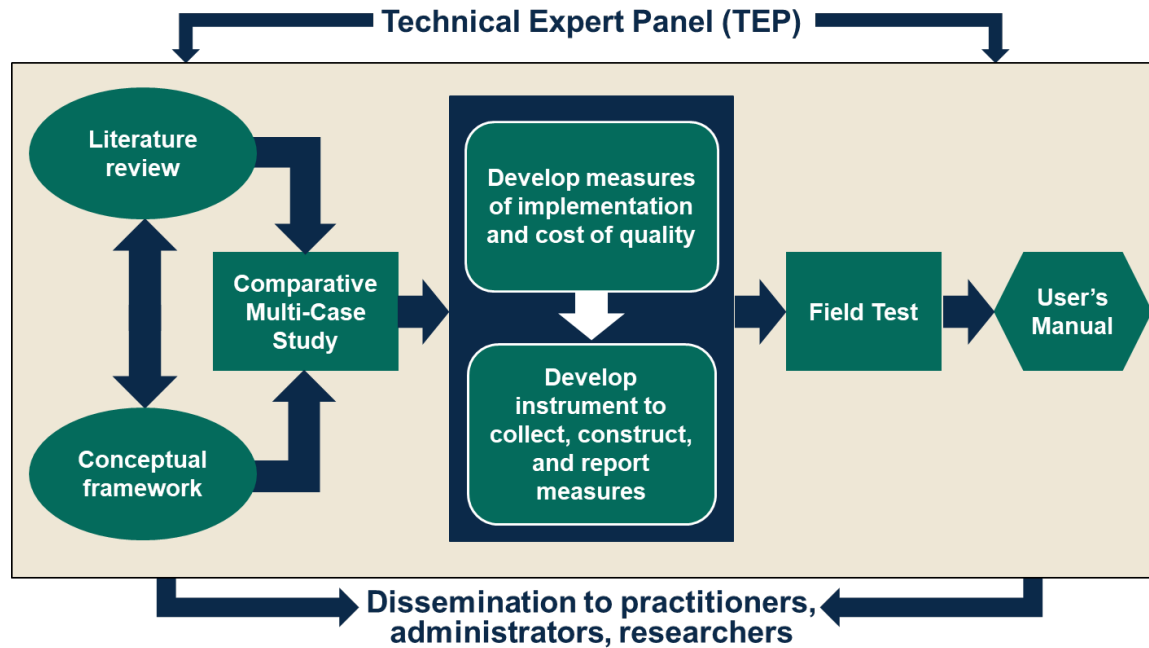 Technical Expert Panel (TEP)
Literature
review
Conceptual
framework
Comparative
Multi-Case
Study
Develop measures
of implementation
and cost of quality
Develop
instrument to
collect, construct,
and report
measures
Field Test
User’s
Manual
Dissemination to practitioners,
administrators, researchers